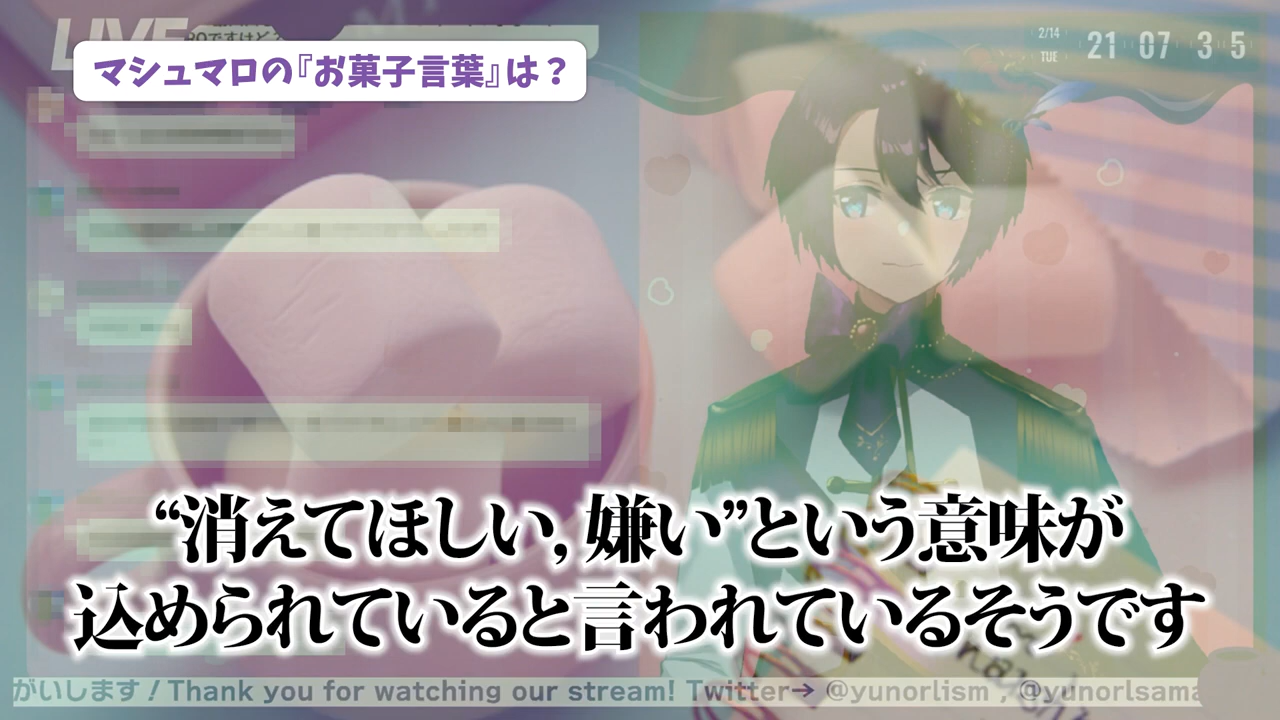 LIVE
マシュマロの『お菓子言葉』は？
2/14
TUE
21 07 35
“消えてほしい, 嫌い”という意味が
込められていると言われているそうです
がいします！Thank you for watching our stream! Twitter→ @yunorlism , @yunorlsama